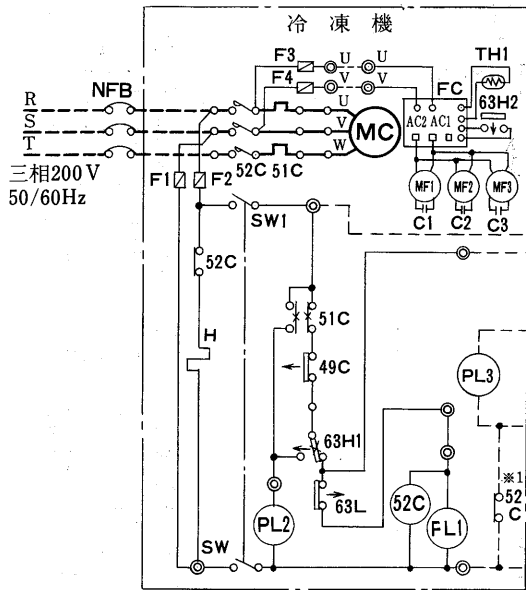 冷凍機
F3 U U TH1
NFB F4 V V FC 63H2
R U AC2 AC1
S V MC
T W
三相200V F1 F2 52C 51C MF1 MF2 MF3
50/60Hz SW1 C1 C2 C3
52C
51C
H 49C PL3
63H1
※1
52C 52
PL2 63L FL1 C
SW